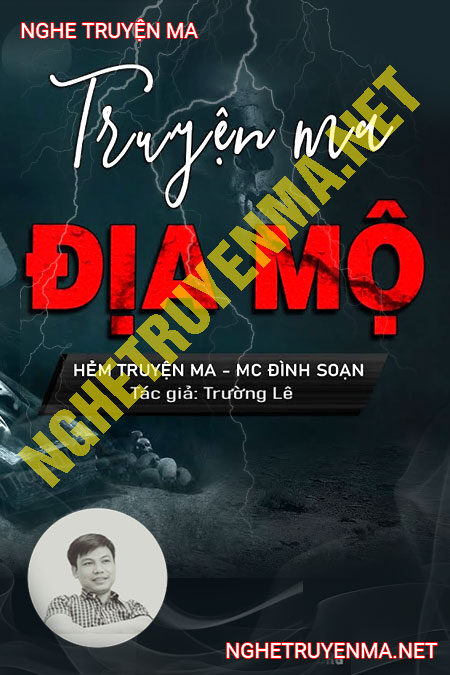 NGHE TRUYỆN MA
Truyện ma
ĐỊA MỘ
HẺM TRUYỆN MA - MC ĐÌNH SOẠN
Tác giả: Trường Lê
NGHETRUYENMA.NET
NGHETRUYENMA.NET